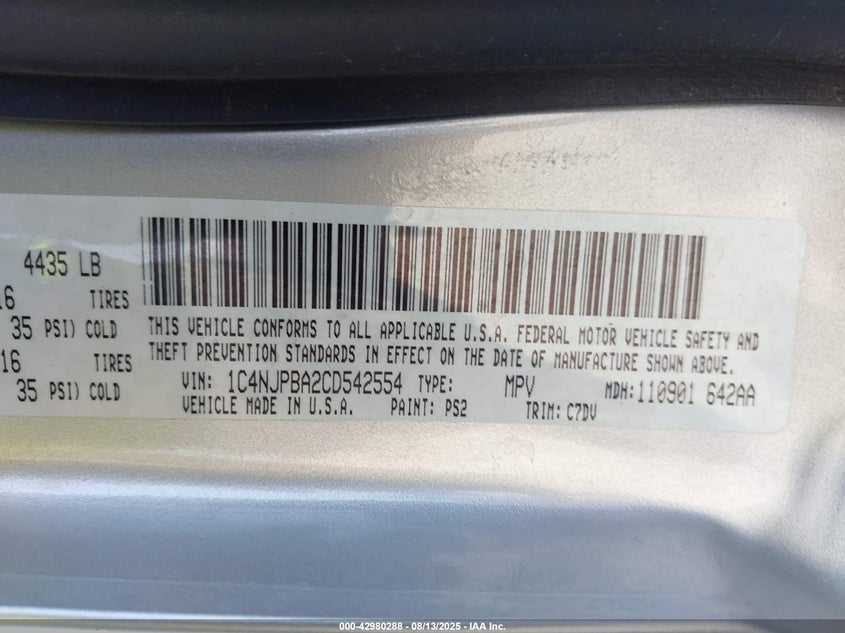 4435 LB
16 TIRES
35 PSI) COLD
16 TIRES
35 PSI) COLD
THIS VEHICLE CONFORMS TO ALL APPLICABLE U.S.A. FEDERAL MOTOR VEHICLE SAFETY AND
THEFT PREVENTION STANDARDS IN EFFECT ON THE DATE OF MANUFACTURE SHOWN ABOVE.
VIN: 1C4NJPBA2CD542554 TYPE: MPV MDH:110901 642AA
VEHICLE MADE IN U.S.A. PAINT: PS2 TRIM: C7DV
000-42980288 - 08/13/2025 - IAA Inc.